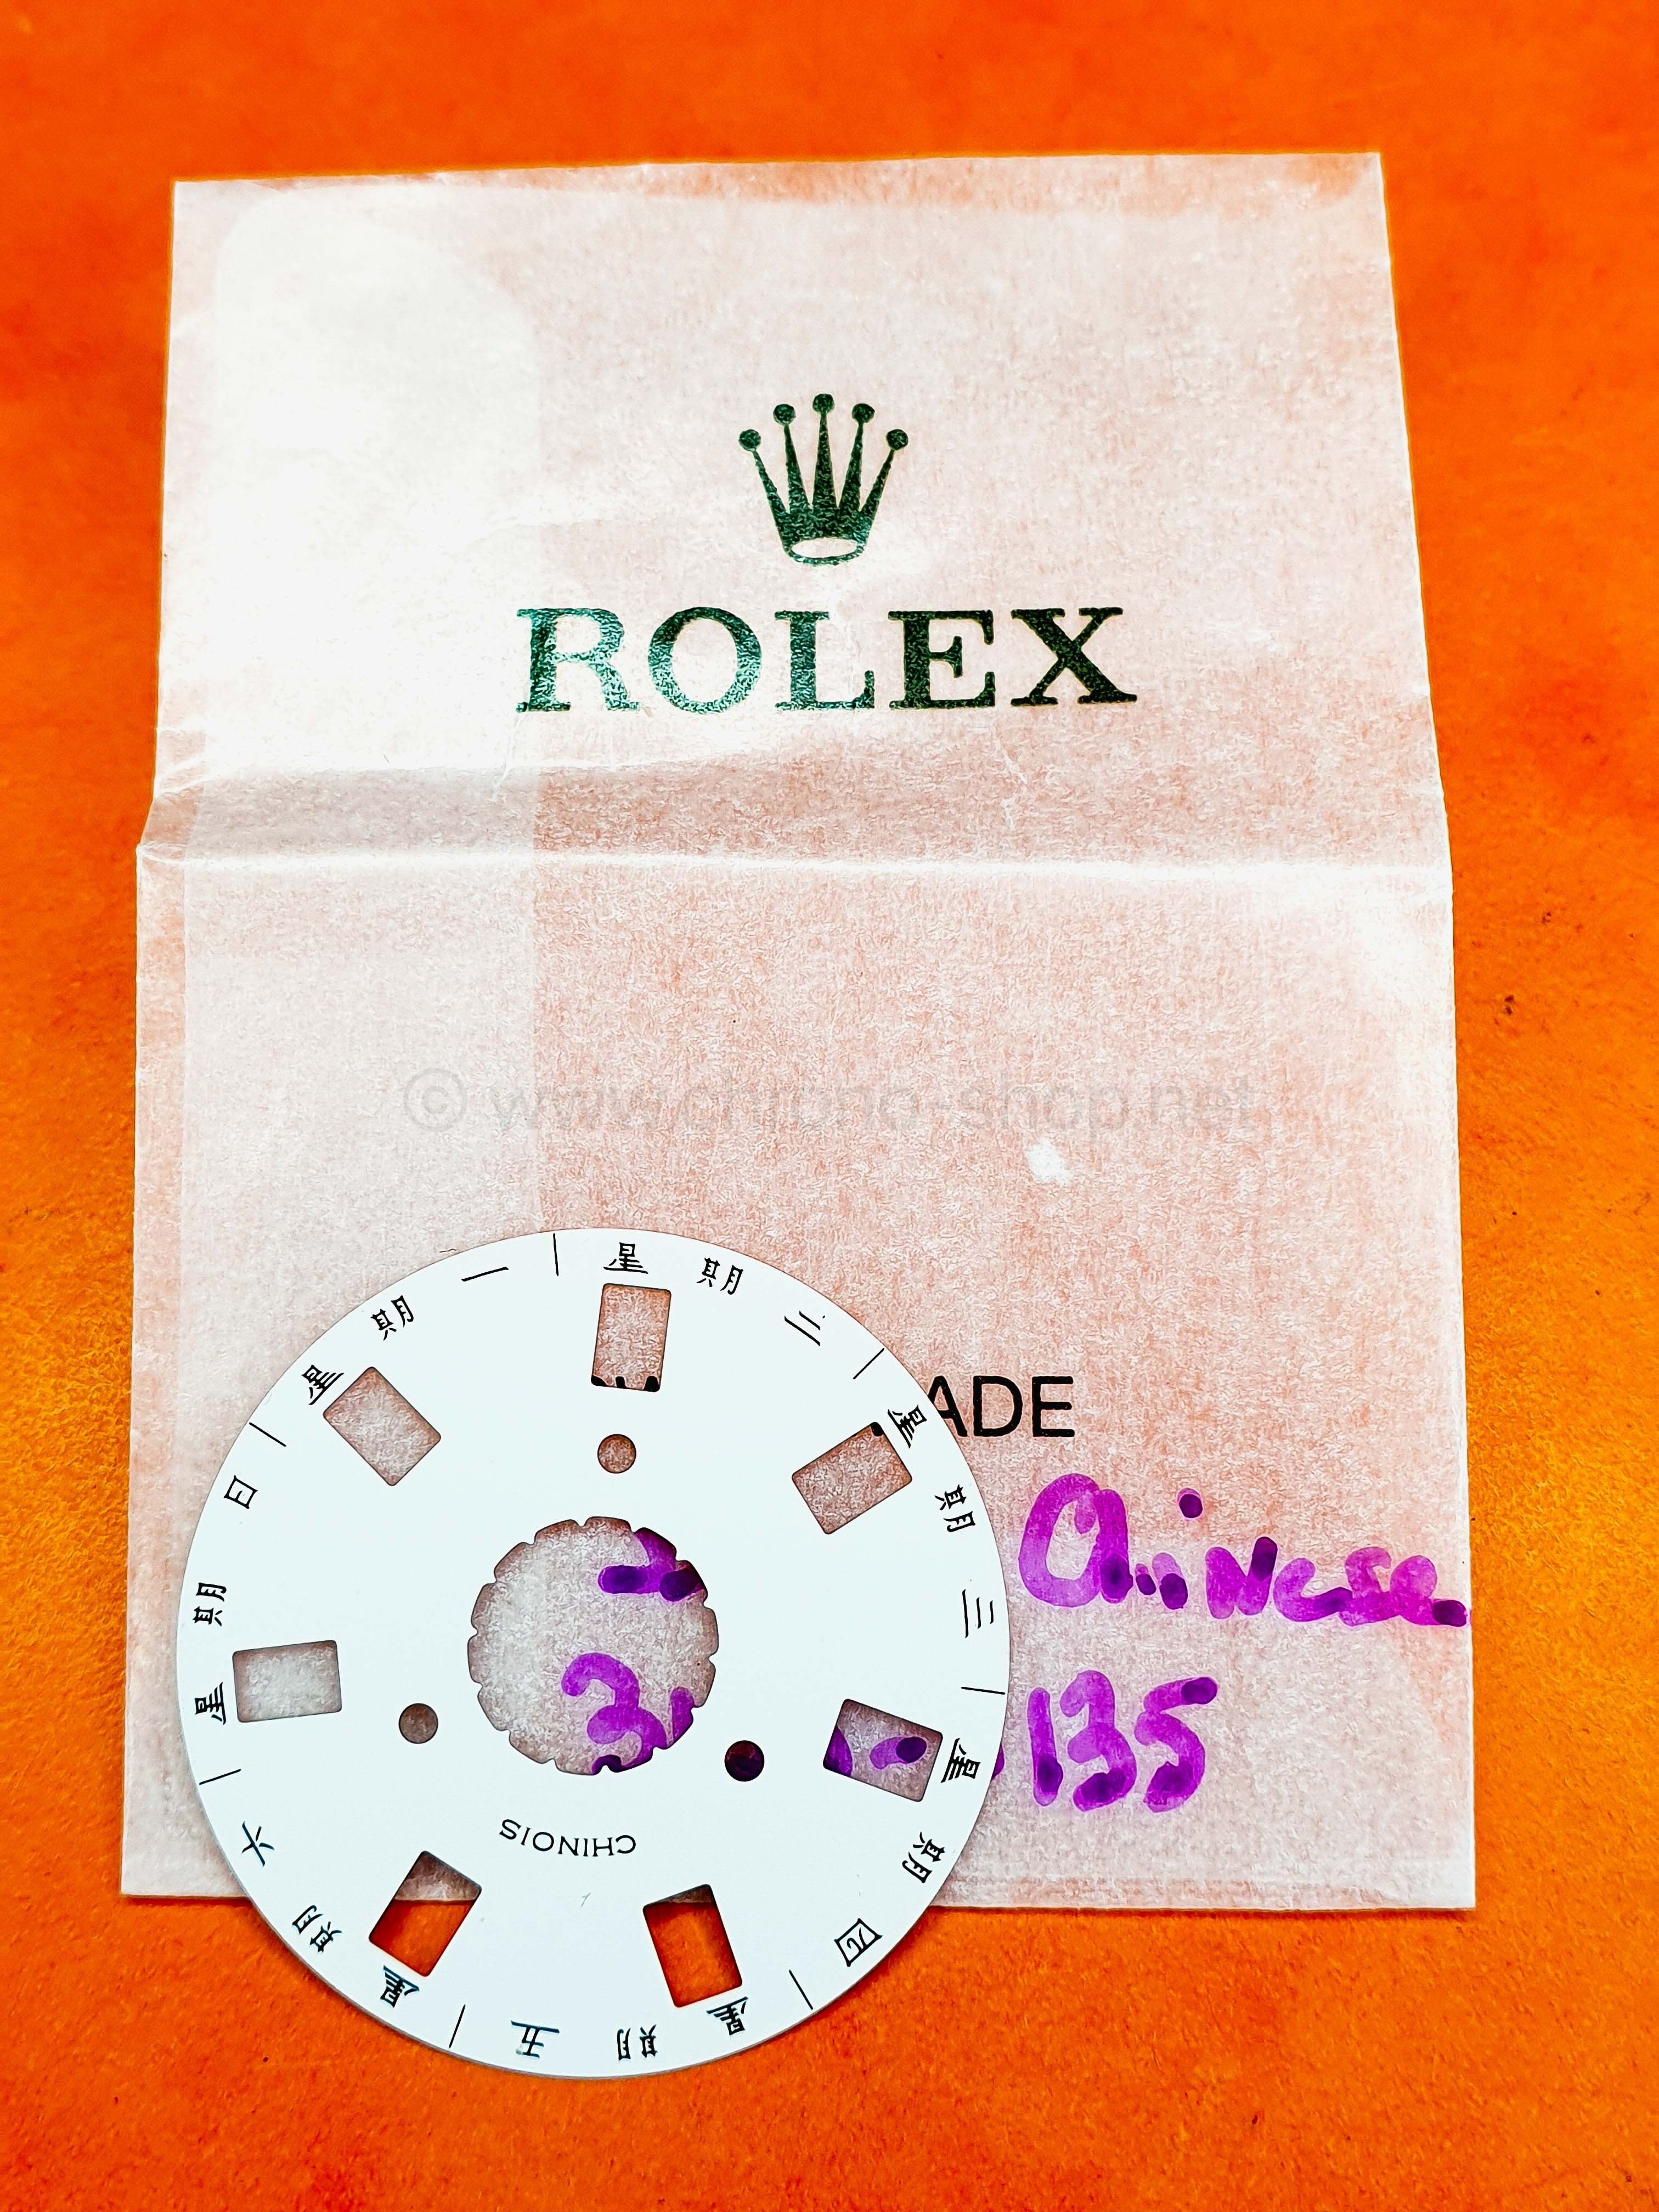 ROLEX
© www.chrono-shop.net
ADE
Chinese
135
3
星期一
星期二
星期三
星期四
星期五
星期六
星期日
CHINOIS